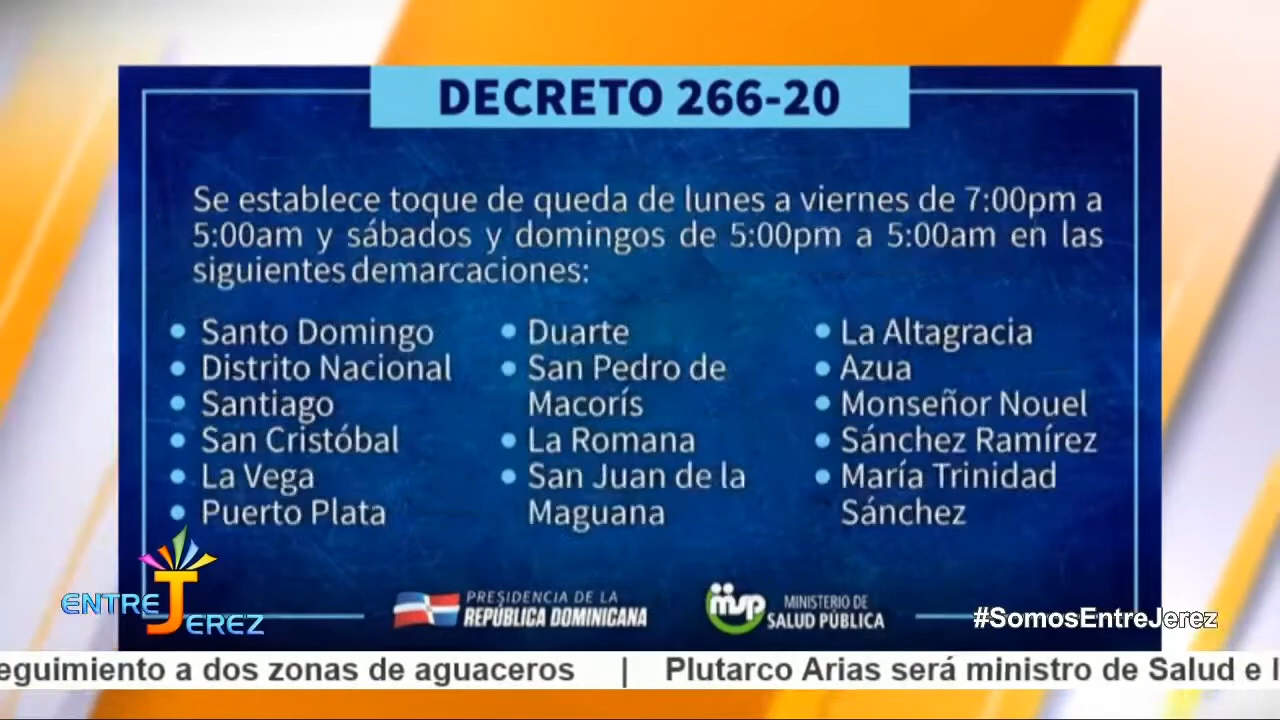 DECRETO 266-20
Se establece toque de queda de lunes a viernes de 7:00pm a
5:00am y sábados y domingos de 5:00pm a 5:00am en las
siguientes demarcaciones:
Santo Domingo
Distrito Nacional
Santiago
San Cristóbal
La Vega
Puerto Plata
Duarte
San Pedro de
Macorís
La Romana
San Juan de la
Maguana
La Altagracia
Azua
Monseñor Nouel
Sánchez Ramírez
María Trinidad
Sánchez
ENTRE JEREZ
PRESIDENCIA DE LA
REPÚBLICA DOMINICANA
msp
MINISTERIO DE
SALUD PÚBLICA
#SomosEntreJerez
eguimiento a dos zonas de aguaceros | Plutarco Arias será ministro de Salud e